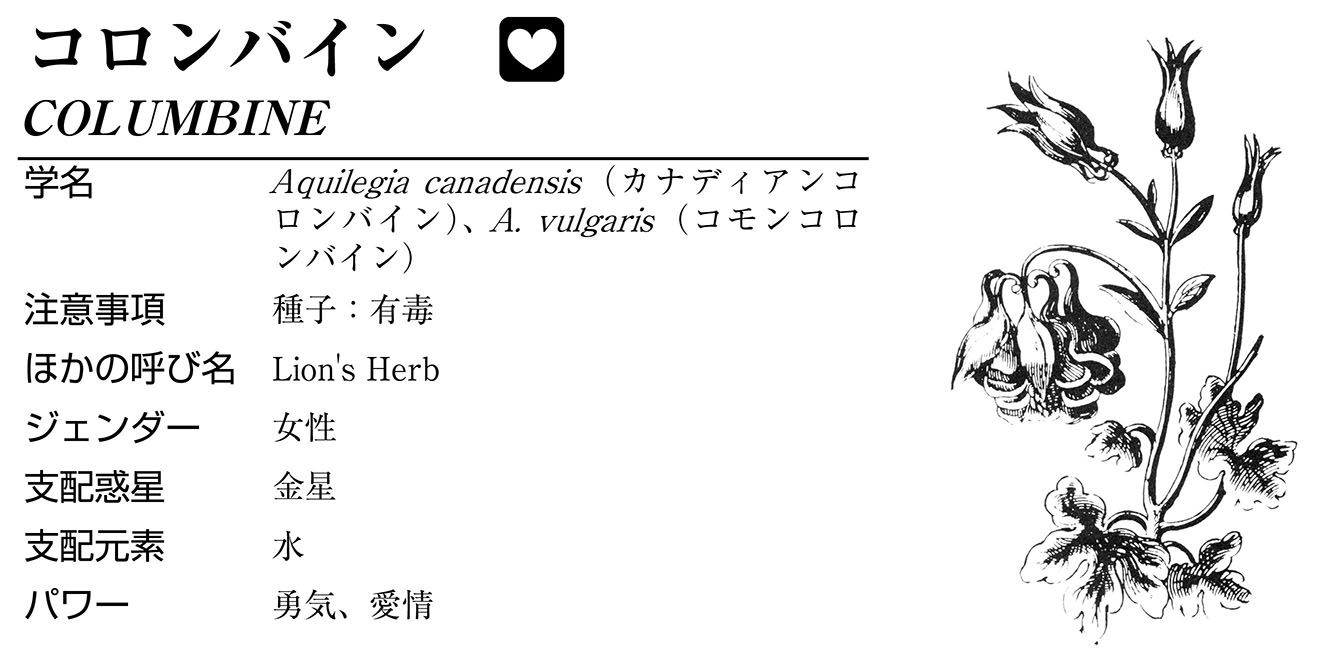 コロンバイン
COLUMBINE
学名 Aquilegia canadensis（カナディアンコ
ロンバイン）、A. vulgaris（コモンコロ
ンバイン）
注意事項 種子：有毒
ほかの呼び名 Lion's Herb
ジェンダー 女性
支配惑星 金星
支配元素 水
パワー 勇気、愛情